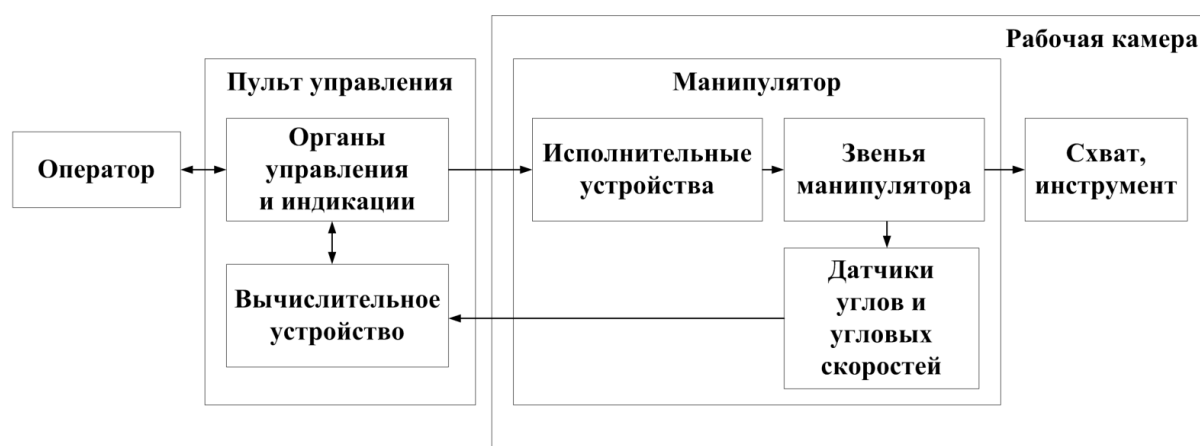 Рабочая камера
Пульт управления
Манипулятор
Оператор
Органы
управления
и индикации
Исполнительные
устройства
Звенья
манипулятора
Схват,
инструмент
Вычислительное
устройство
Датчики
углов и
угловых
скоростей